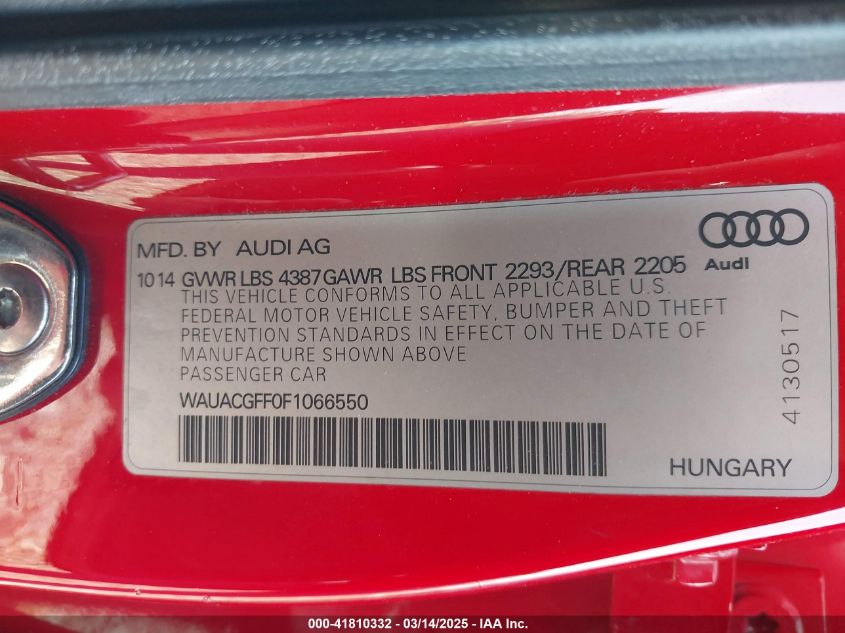 MFD. BY AUDI AG
Audi
1014 GVWR LBS 4387 GAWR LBS FRONT 2293/REAR 2205
THIS VEHICLE CONFORMS TO ALL APPLICABLE U.S.
FEDERAL MOTOR VEHICLE SAFETY, BUMPER AND THEFT
PREVENTION STANDARDS IN EFFECT ON THE DATE OF
MANUFACTURE SHOWN ABOVE
PASSENGER CAR
WAUACGFF0F1066550
HUNGARY
4130517
000-41810332 - 03/14/2025 - IAA Inc.